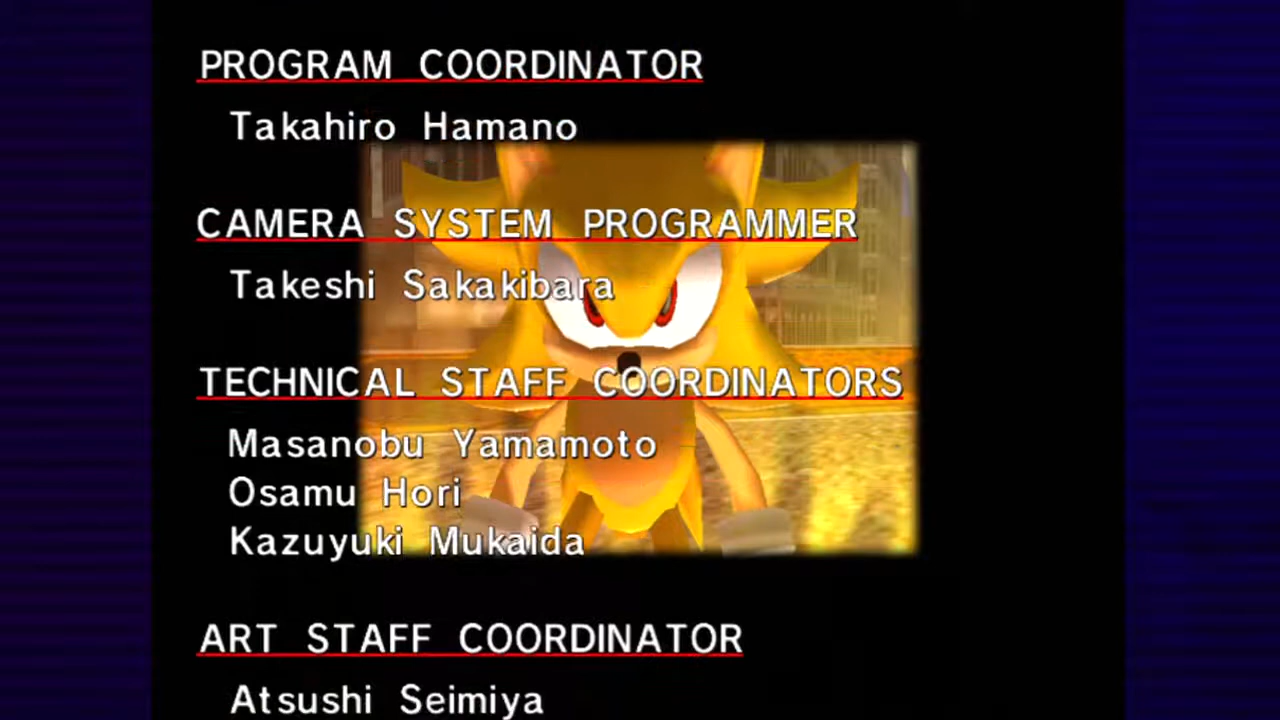 PROGRAM COORDINATOR
Takahiro Hamano
CAMERA SYSTEM PROGRAMMER
Takeshi Sakakibara
TECHNICAL STAFF COORDINATORS
Masanobu Yamamoto
Osamu Hori
Kazuyuki Mukaida
ART STAFF COORDINATOR
Atsushi Seimiya